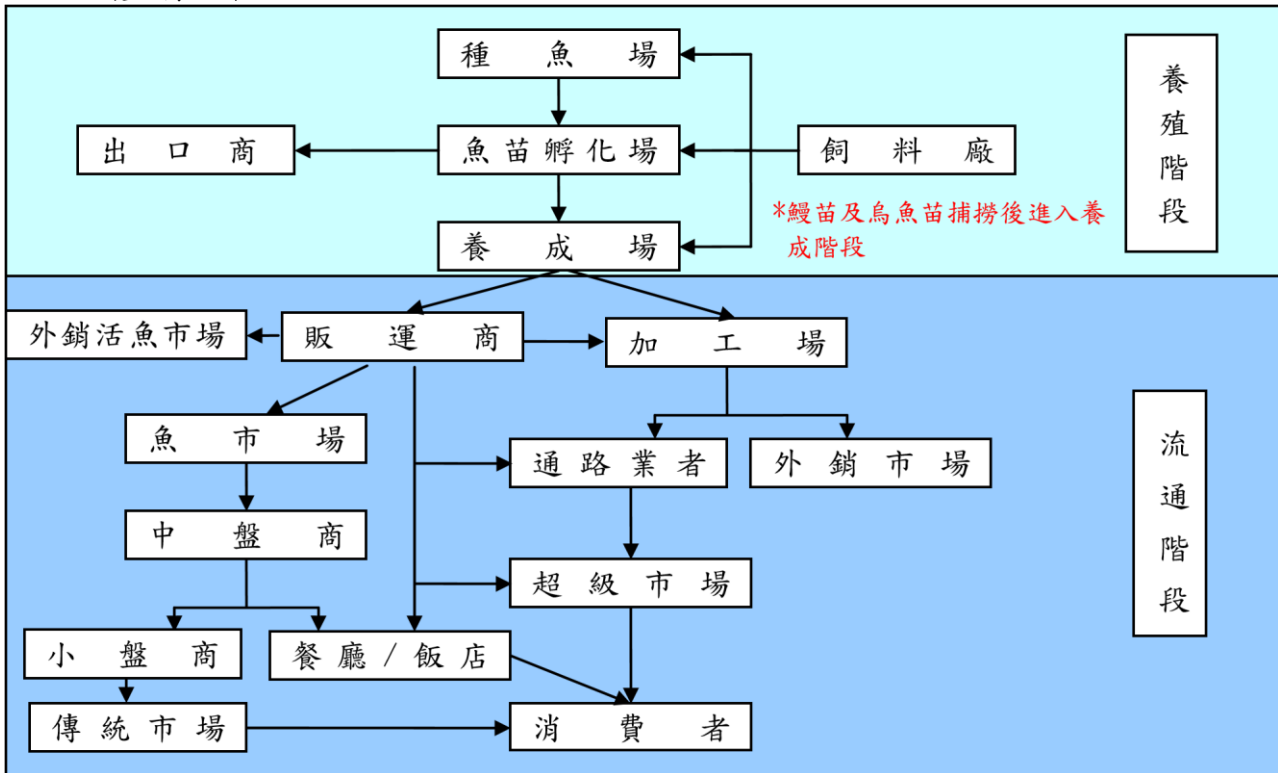 種魚場
出口商
魚苗孵化場
飼料廠
養成場
*鰻苗及烏魚苗捕撈後進入養
成階段
養殖階段
外銷活魚市場
販運商
加工場
魚市場
通路業者
外銷市場
中盤商
超級市場
小盤商
餐廳/飯店
傳統市場
消費者
流通階段